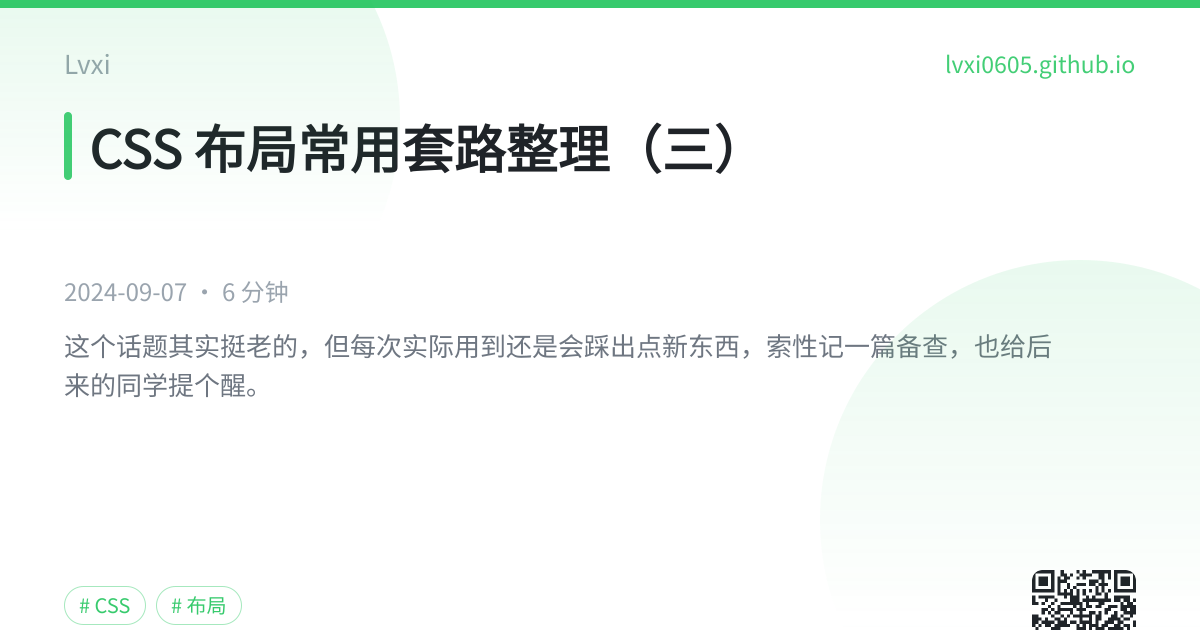 Lvxi
lvxi0605.github.io
CSS 布局常用套路整理（三）
2024-09-07 · 6 分钟
这个话题其实挺老的，但每次实际用到还是会踩出点新东西，索性记一篇备查，也给后
来的同学提个醒。
# CSS
# 布局